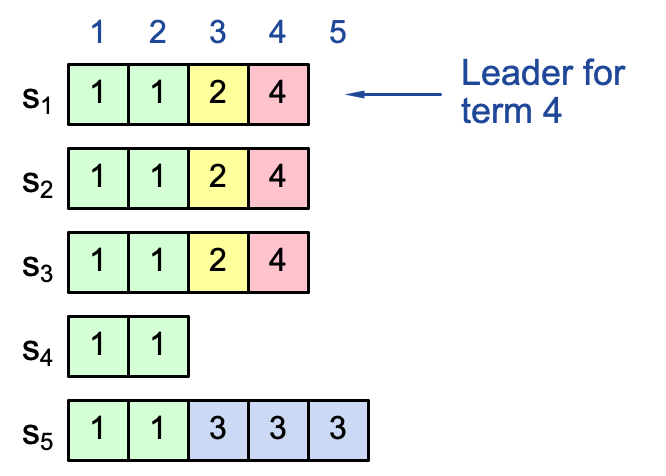 1 2 3 4 5
s1 1 1 2 4
Leader for
term 4
s2 1 1 2 4
s3 1 1 2 4
s4 1 1
s5 1 1 3 3 3